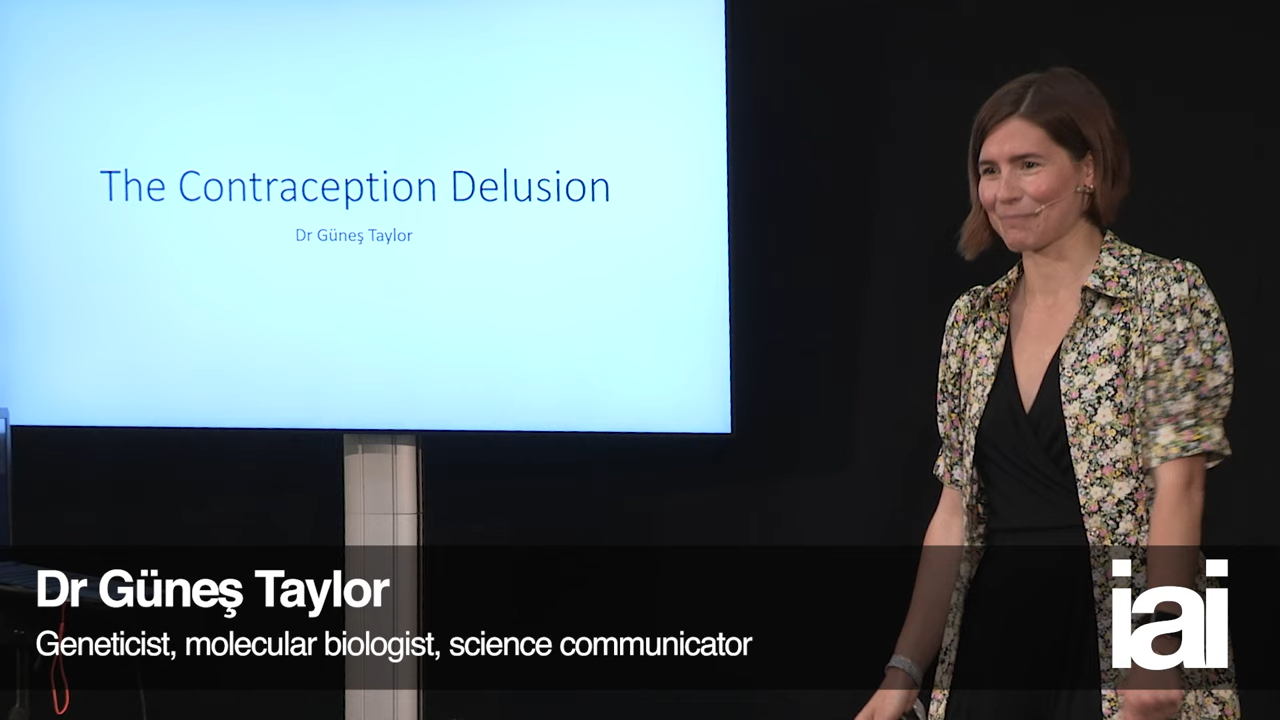 The Contraception Delusion
Dr Güneş Taylor
Dr Güneş Taylor
Geneticist, molecular biologist, science communicator
iai